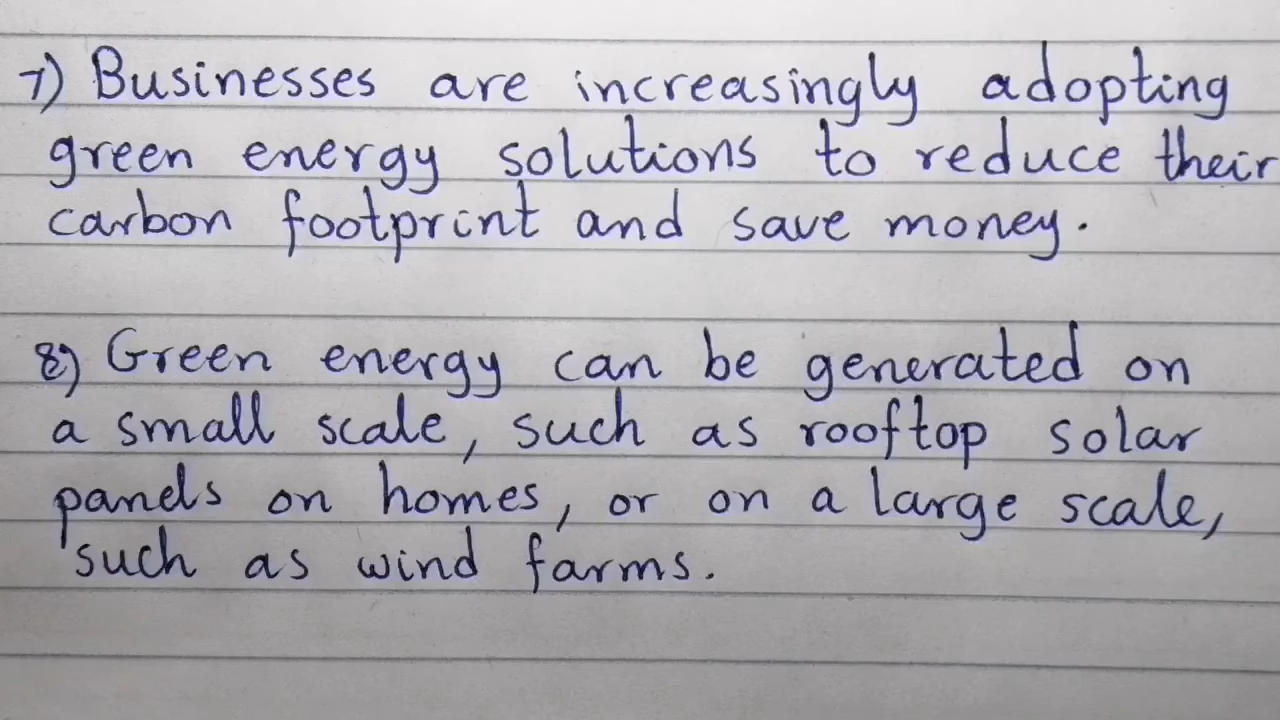 7) Businesses are increasingly adopting
green energy solutions to reduce their
carbon footprint and save money.
8) Green energy can be generated on
a small scale, such as rooftop solar
panels on homes, or on a large scale,
such as wind farms.